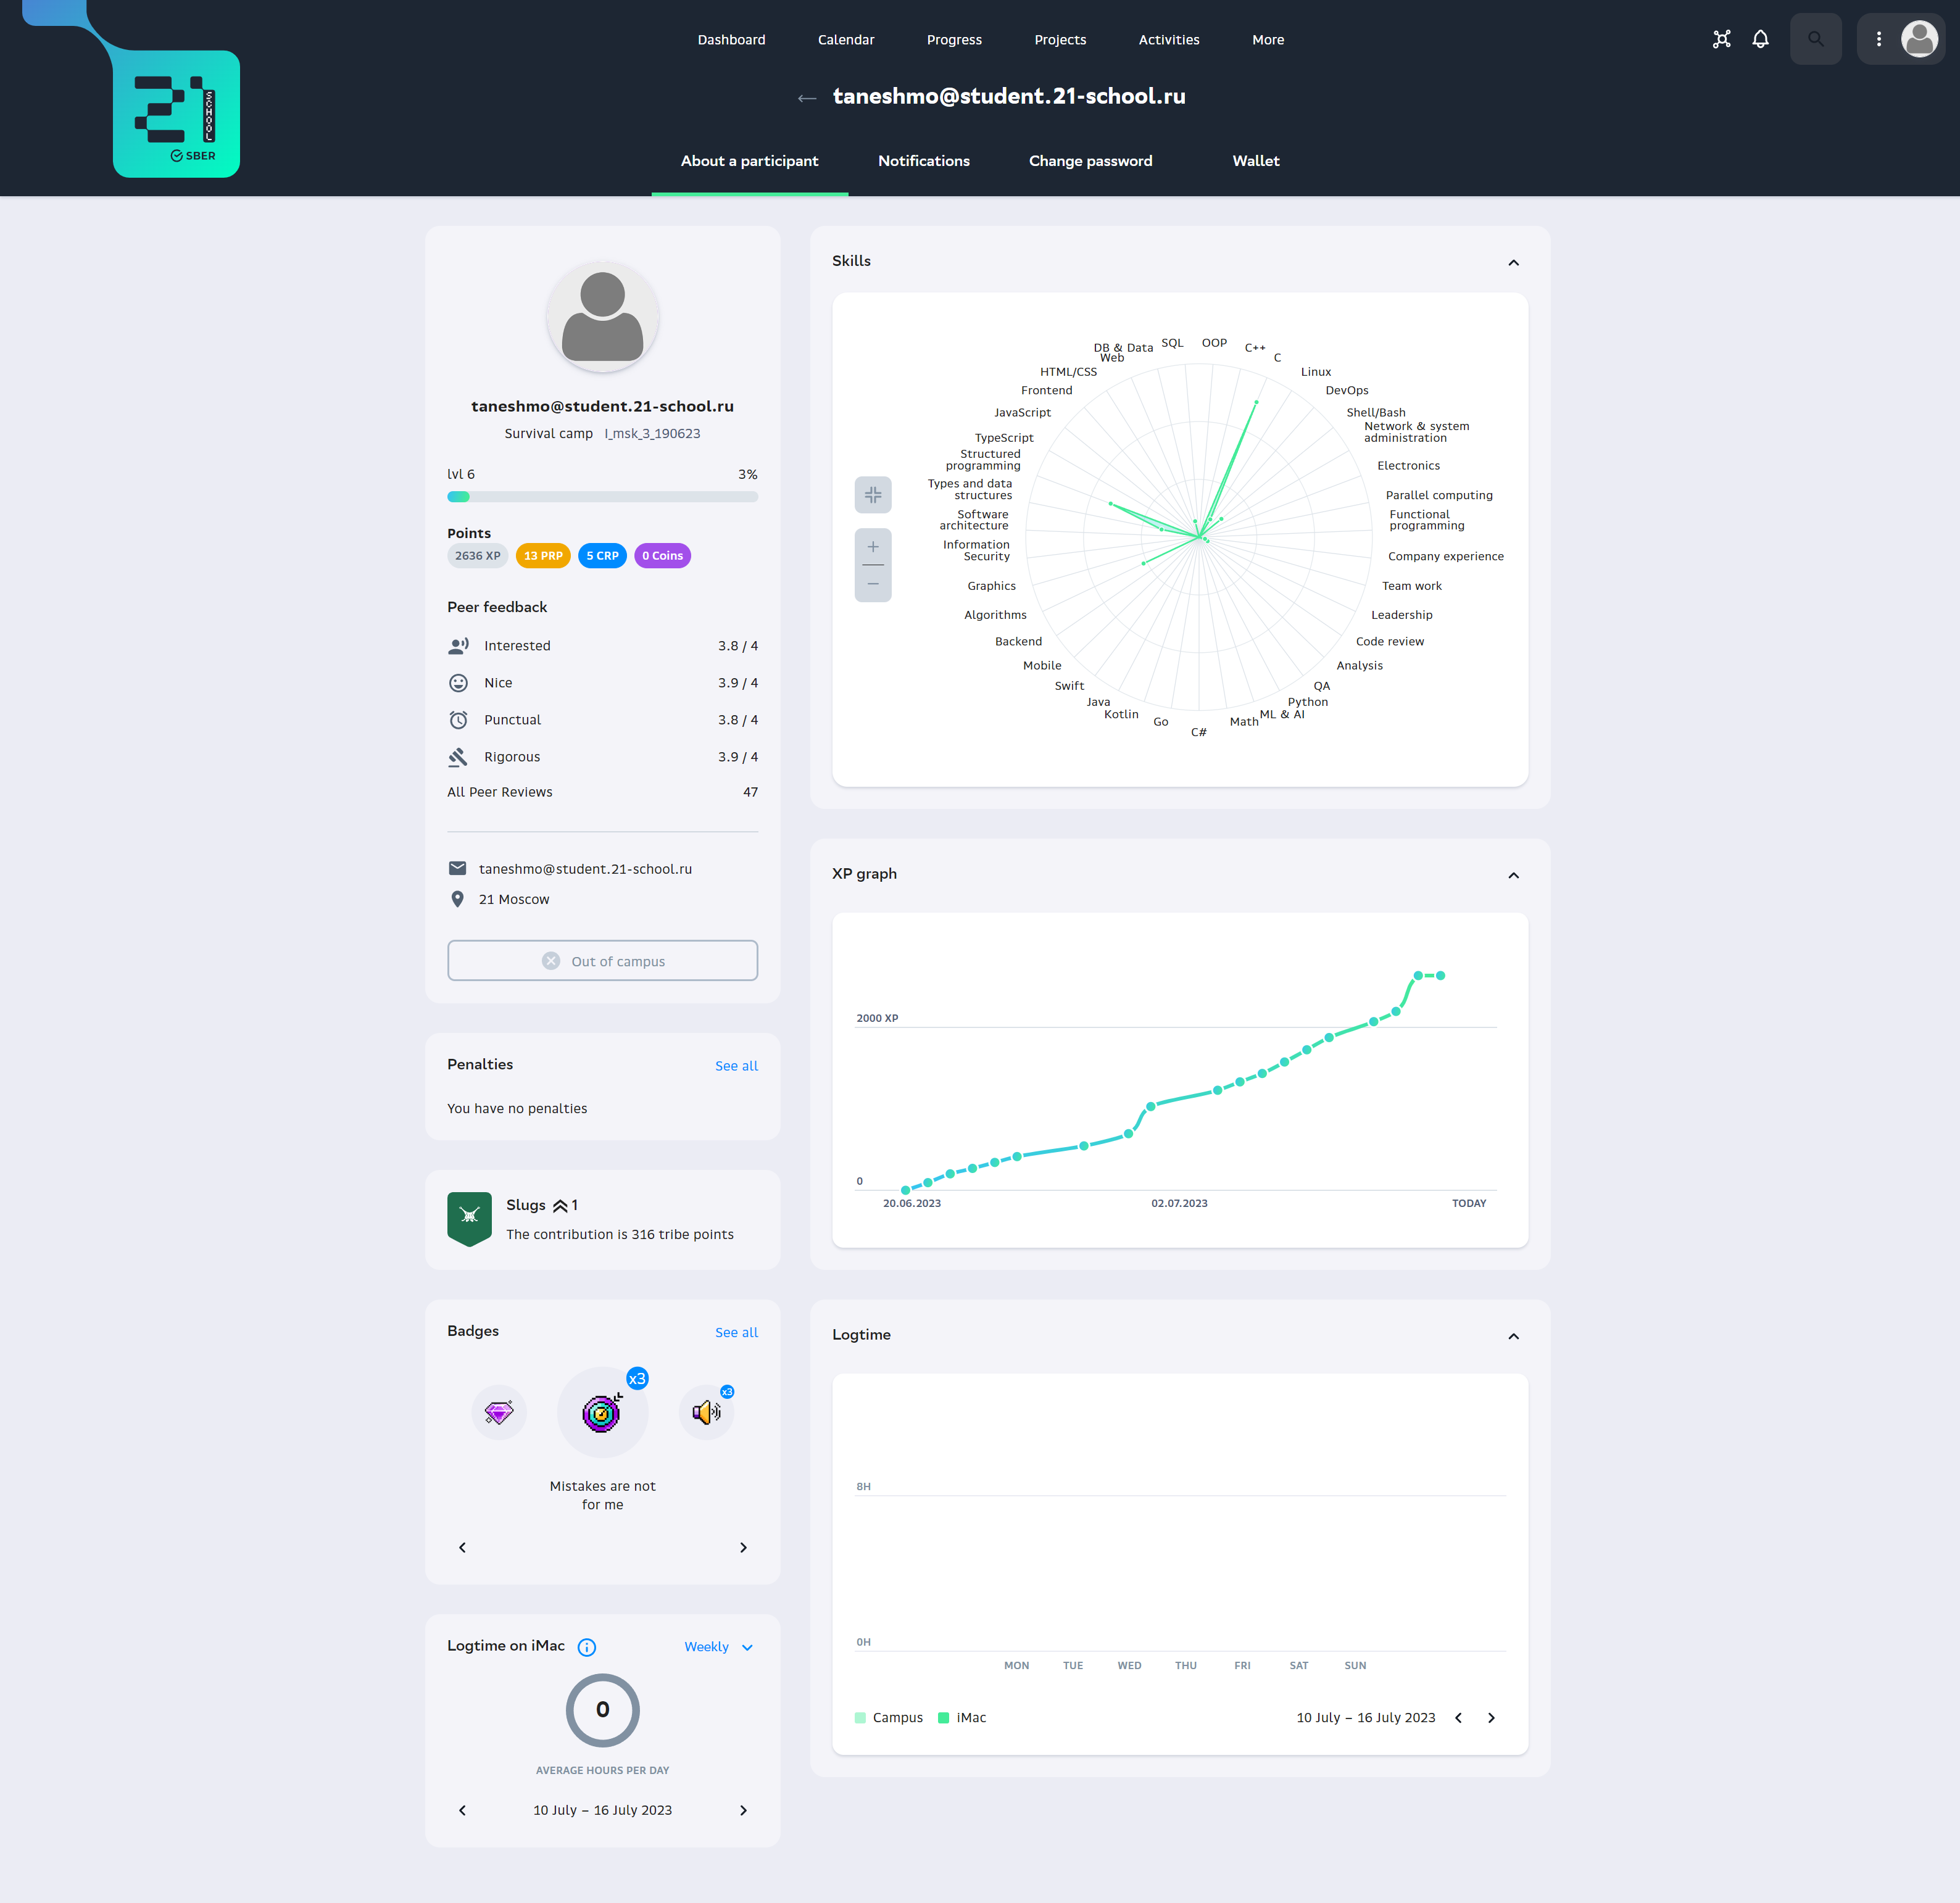 Dashboard
Calendar
Progress
Projects
Activities
More
21
SCHOOL
SBER
← taneshmo@student.21-school.ru
About a participant
Notifications
Change password
Wallet
taneshmo@student.21-school.ru
Survival camp I_msk_3_190623
lvl 6 3%
Points
2636 XP 13 PRP 5 CRP 0 Coins
Peer feedback
Interested 3.8 / 4
Nice 3.9 / 4
Punctual 3.8 / 4
Rigorous 3.9 / 4
All Peer Reviews 47
taneshmo@student.21-school.ru
21 Moscow
Out of campus
Penalties See all
You have no penalties
Slugs 1
The contribution is 316 tribe points
Badges See all
x3
x3
Mistakes are not
for me
Logtime on iMac Weekly
0
AVERAGE HOURS PER DAY
10 July – 16 July 2023
Skills
SQL
OOP
C++
C
Linux
DevOps
Shell/Bash
Network & system
administration
Electronics
Parallel computing
Functional
programming
Company experience
Team work
Leadership
Code review
Analysis
QA
Python
ML & AI
Math
C#
Go
Kotlin
Java
Swift
Mobile
Backend
Algorithms
Graphics
Information
Security
Software
architecture
Types and data
structures
Structured
programming
TypeScript
JavaScript
Frontend
HTML/CSS
Web
DB & Data
XP graph
2000 XP
0
20.06.2023 02.07.2023 TODAY
Logtime
8H
0H
MON TUE WED THU FRI SAT SUN
Campus iMac 10 July – 16 July 2023